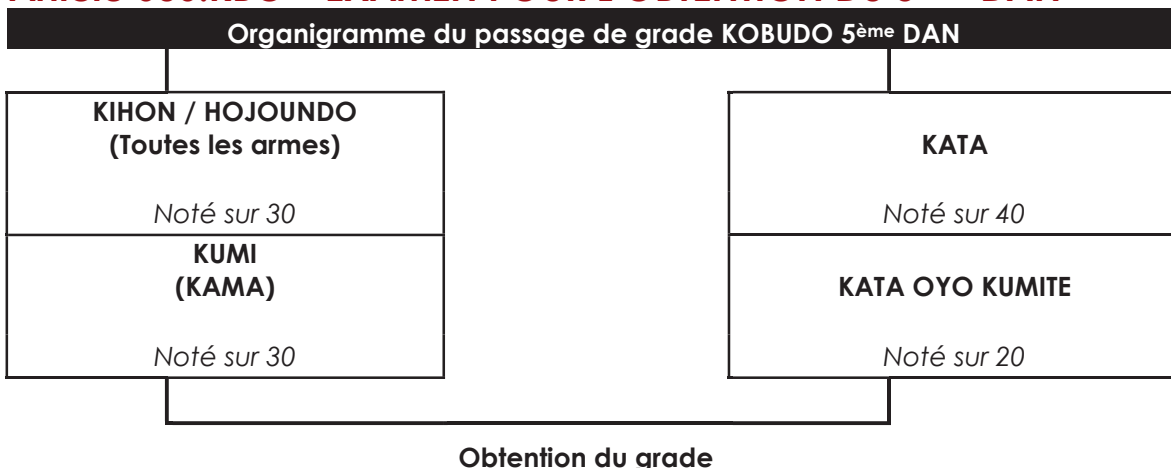 Organigramme du passage de grade KOBUDO 5ème DAN
KIHON / HOJOUNDO
(Toutes les armes)
Noté sur 30
KATA
Noté sur 40
KUMI
(KAMA)
Noté sur 30
KATA OYO KUMITE
Noté sur 20
Obtention du grade